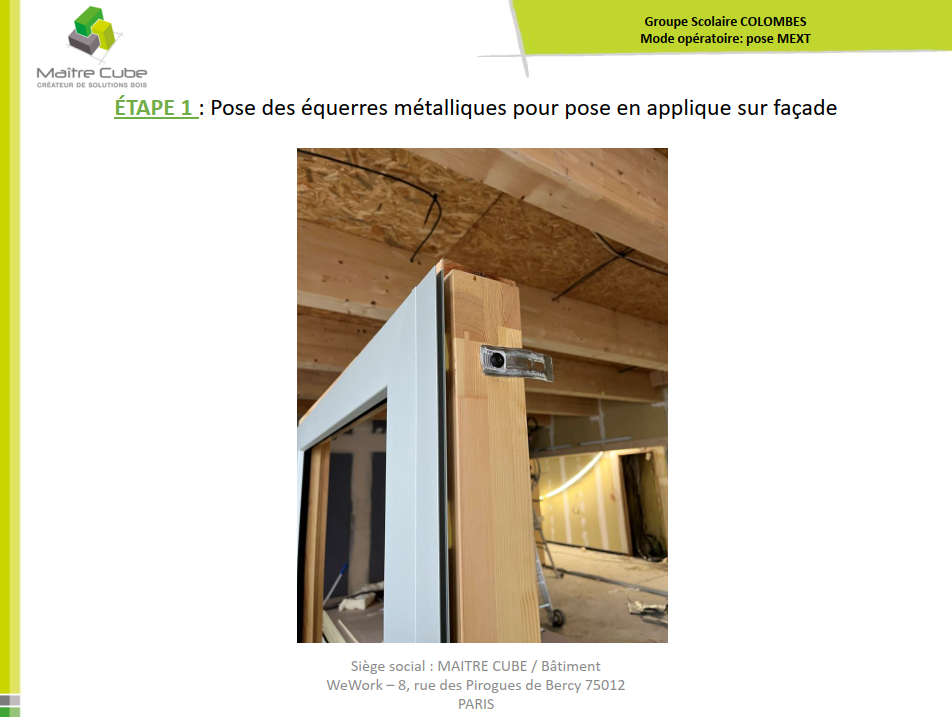 Maître Cube
CRÉATEUR DE SOLUTIONS BOIS
Groupe Scolaire COLOMBES
Mode opératoire: pose MEXT
ÉTAPE 1 : Pose des équerres métalliques pour pose en applique sur façade
Siège social : MAITRE CUBE / Bâtiment
WeWork – 8, rue des Pirogues de Bercy 75012
PARIS